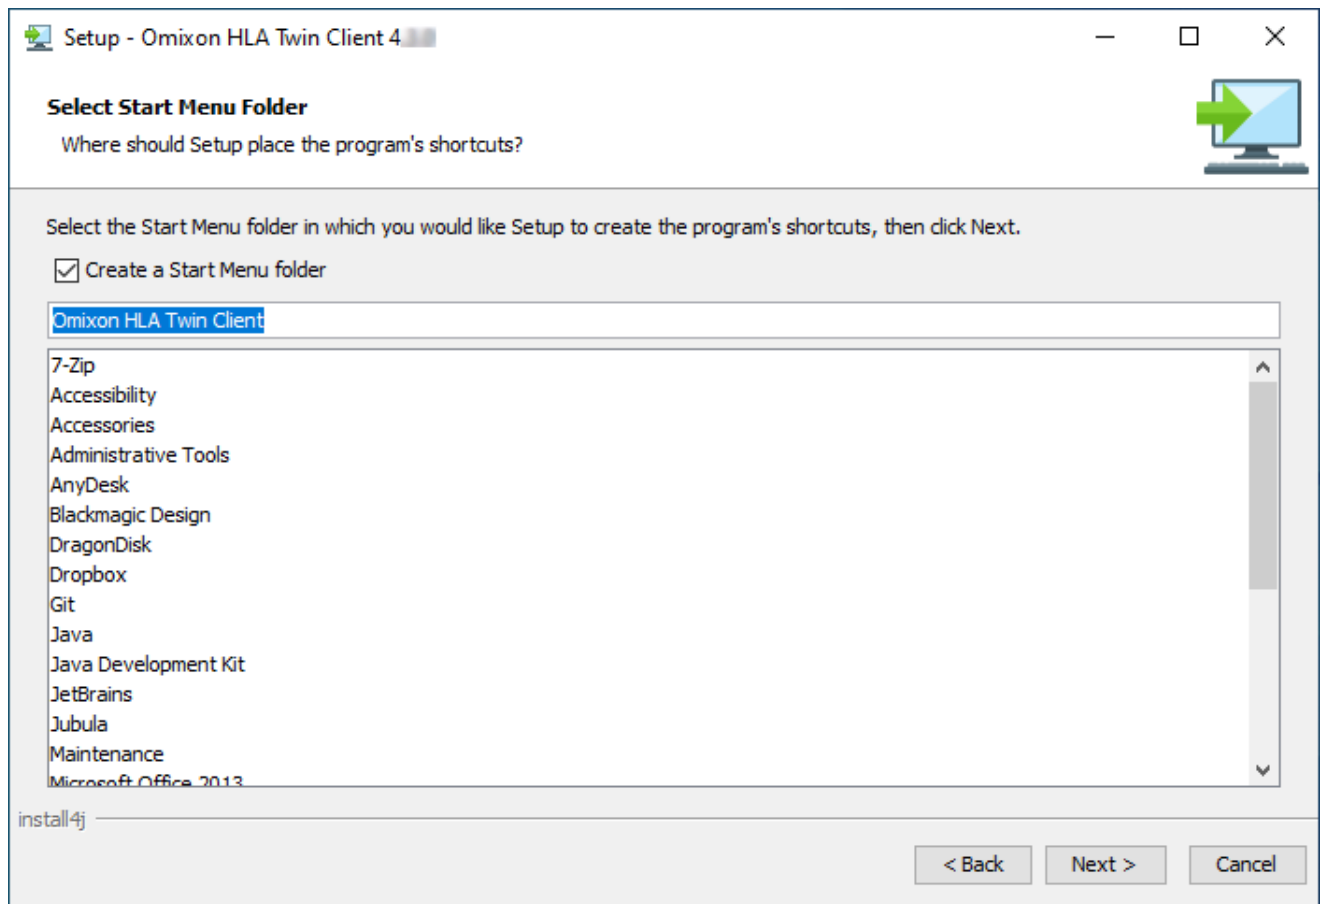 Setup - Omixon HLA Twin Client 4
Select Start Menu Folder
Where should Setup place the program's shortcuts?
Select the Start Menu folder in which you would like Setup to create the program's shortcuts, then click Next.
Create a Start Menu folder
Omixon HLA Twin Client
7-Zip
Accessibility
Accessories
Administrative Tools
AnyDesk
Blackmagic Design
DragonDisk
Dropbox
Git
Java
Java Development Kit
JetBrains
Jubula
Maintenance
Microsoft Office 2013
install4j
< Back
Next >
Cancel